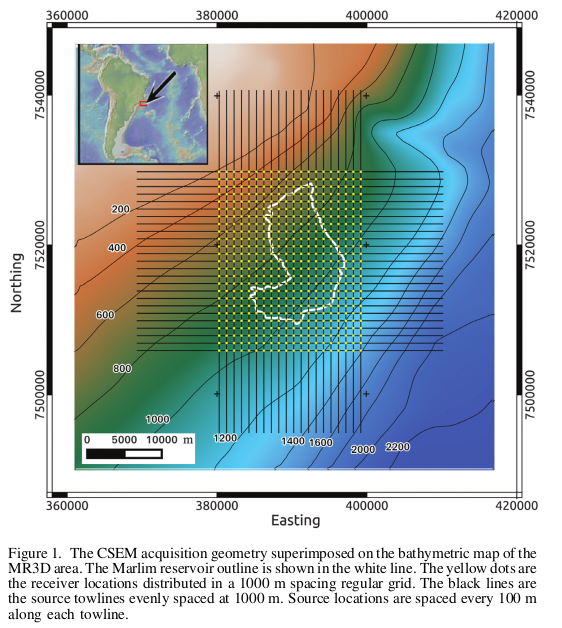 360000 380000 400000 420000
7540000 7540000
200
400
7520000 7520000
Northing
600
800
7500000 7500000
1000
0 5000 10000 m
1200 1400 1600 2000 2200
360000 380000 400000 420000
Easting
Figure 1. The CSEM acquisition geometry superimposed on the bathymetric map of the
MR3D area. The Marlim reservoir outline is shown in the white line. The yellow dots are
the receiver locations distributed in a 1000 m spacing regular grid. The black lines are
the source towlines evenly spaced at 1000 m. Source locations are spaced every 100 m
along each towline.